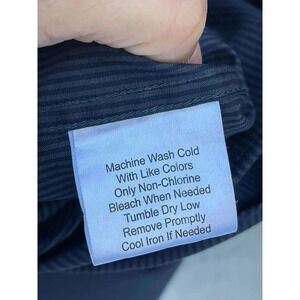 Machine Wash Cold
With Like Colors
Only Non-Chlorine
Bleach When Needed
Tumble Dry Low
Remove Promptly
Cool Iron If Needed